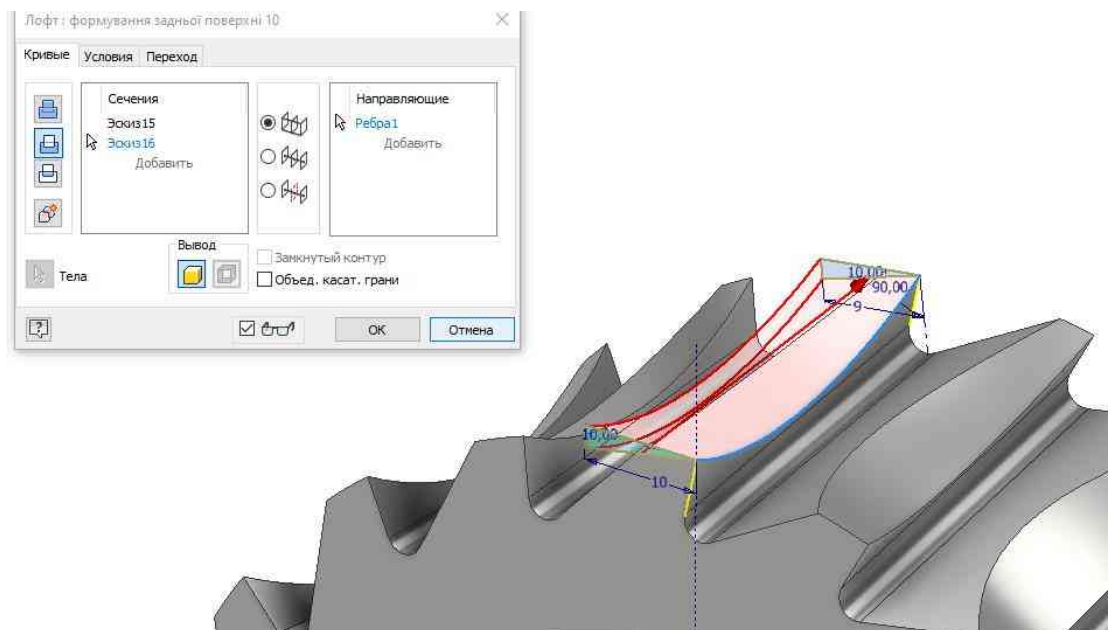 Лофт : формування задньої поверхні 10
Кривые Условия Переход
Сечения
Эскиз15
Эскиз16
Добавить
Направляющие
Ребра1
Добавить
Тела
Вывод
Замкнутый контур
Объед. касат. грани
?
ОК
Отмена
10,00
90,00
9
10,00
10